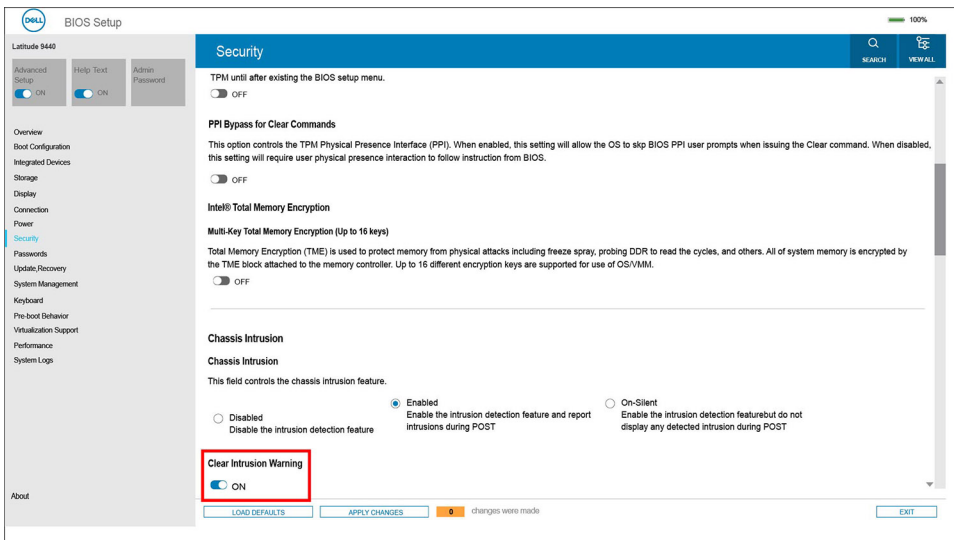 DELL
BIOS Setup
100%
Latitude 9440
Advanced Setup
ON
Help Text
ON
Admin Password
Overview
Boot Configuration
Integrated Devices
Storage
Display
Connection
Power
Security
Passwords
Update,Recovery
System Management
Keyboard
Pre-boot Behavior
Virtualization Support
Performance
System Logs
About
Security
SEARCH
VIEW ALL
TPM until after existing the BIOS setup menu.
OFF
PPI Bypass for Clear Commands
This option controls the TPM Physical Presence Interface (PPI). When enabled, this setting will allow the OS to skp BIOS PPI user prompts when issuing the Clear command. When disabled,
this setting will require user physical presence interaction to follow instruction from BIOS.
OFF
Intel® Total Memory Encryption
Multi-Key Total Memory Encryption (Up to 16 keys)
Total Memory Encryption (TME) is used to protect memory from physical attacks including freeze spray, probing DDR to read the cycles, and others. All of system memory is encrypted by
the TME block attached to the memory controller. Up to 16 different encryption keys are supported for use of OS/VMM.
OFF
Chassis Intrusion
Chassis Intrusion
This field controls the chassis intrusion feature.
Disabled
Disable the intrusion detection feature
Enabled
Enable the intrusion detection feature and report
intrusions during POST
On-Silent
Enable the intrusion detection featurebut do not
display any detected intrusion during POST
Clear Intrusion Warning
ON
LOAD DEFAULTS
APPLY CHANGES
0
changes were made
EXIT